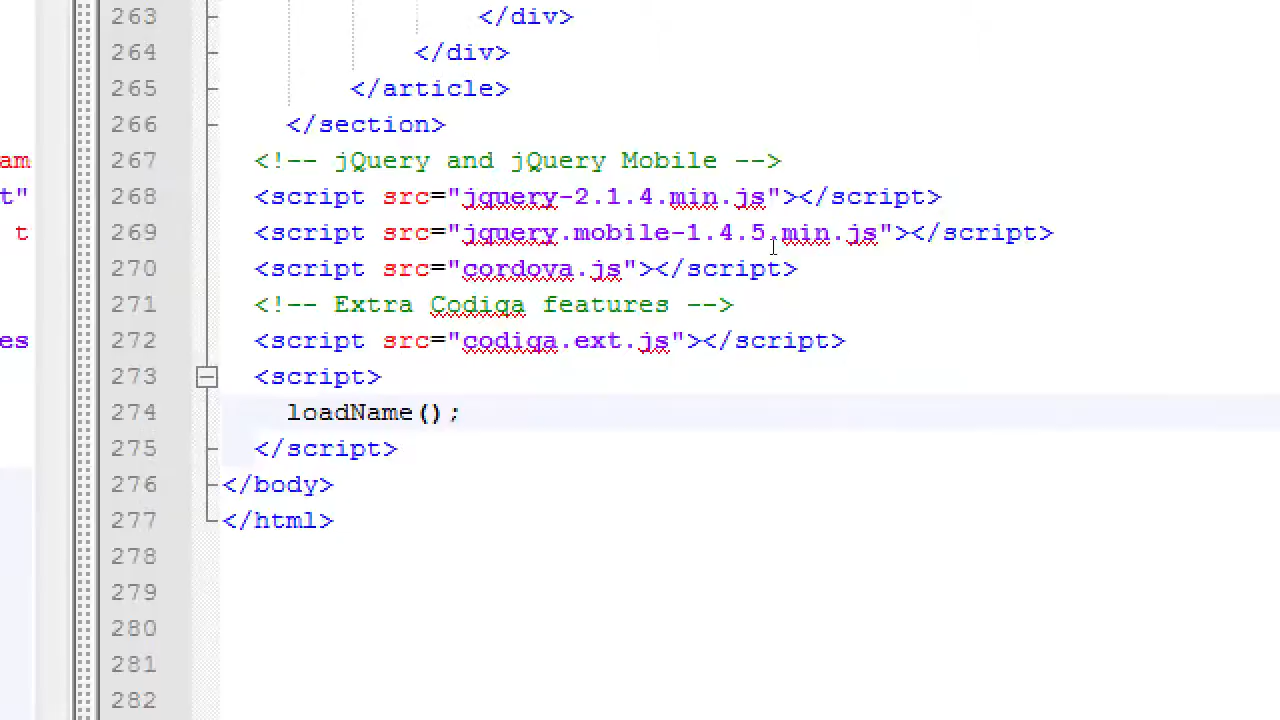 am
t"
t
es
263 </div>
264 </div>
265 </article>
266 </section>
267 <!-- jQuery and jQuery Mobile -->
268 <script src="jquery-2.1.4.min.js"></script>
269 <script src="jquery.mobile-1.4.5.min.js"></script>
270 <script src="cordova.js"></script>
271 <!-- Extra Codiga features -->
272 <script src="codiga.ext.js"></script>
273 <script>
274 loadName();
275 </script>
276 </body>
277 </html>
278
279
280
281
282